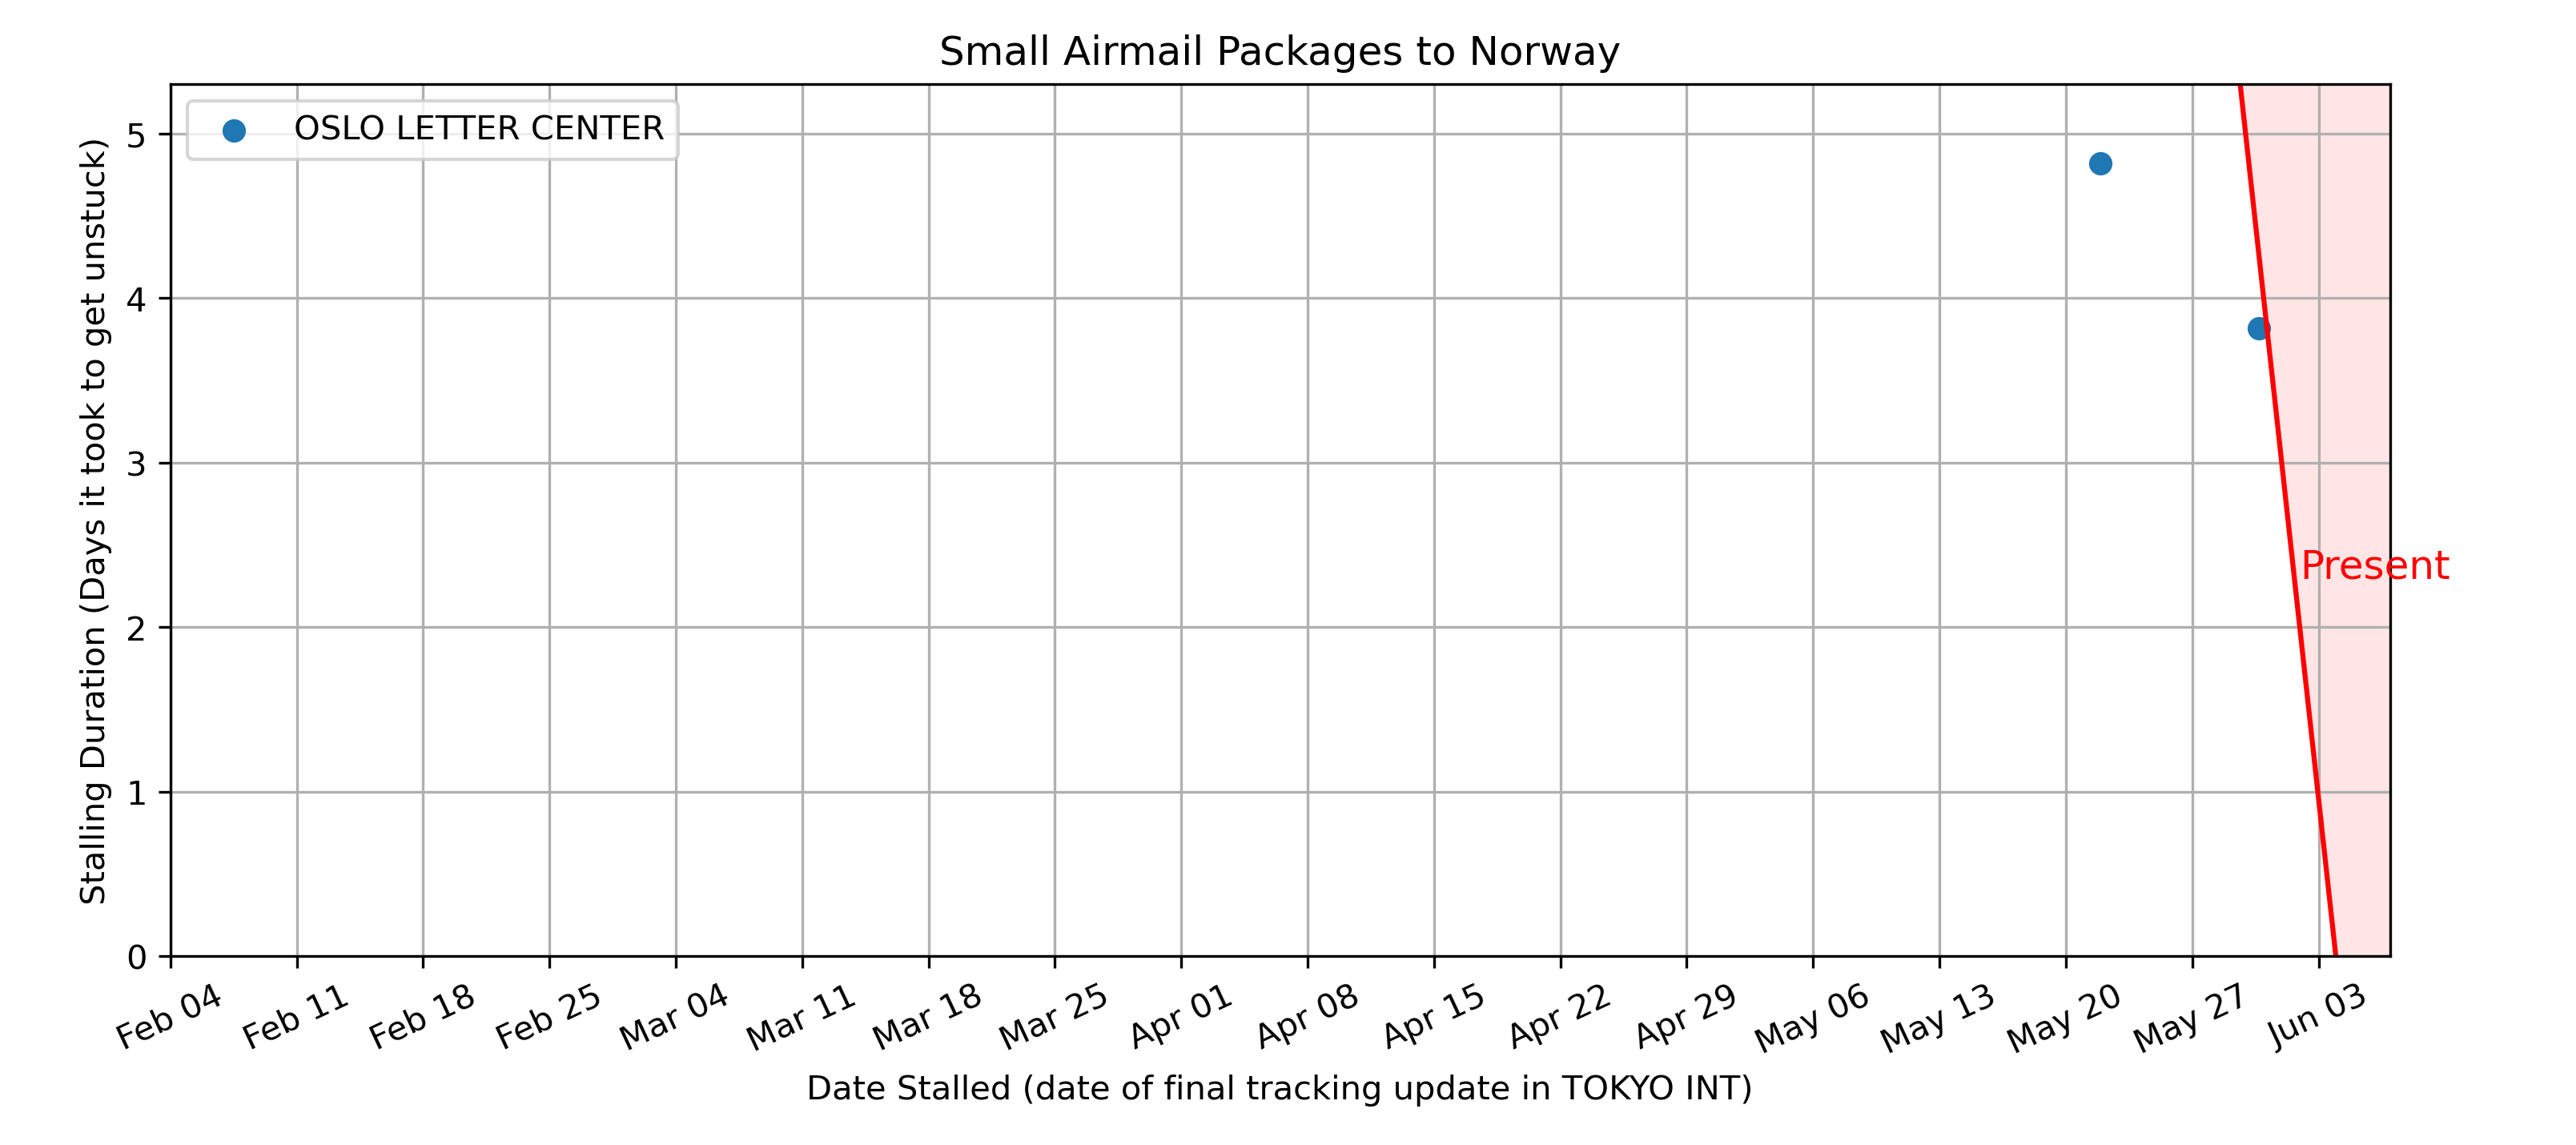 Small Airmail Packages to Norway
OSLO LETTER CENTER
Stalling Duration (Days it took to get unstuck)
5
4
3
2
1
0
Present
Feb 04
Feb 11
Feb 18
Feb 25
Mar 04
Mar 11
Mar 18
Mar 25
Apr 01
Apr 08
Apr 15
Apr 22
Apr 29
May 06
May 13
May 20
May 27
Jun 03
Date Stalled (date of final tracking update in TOKYO INT)